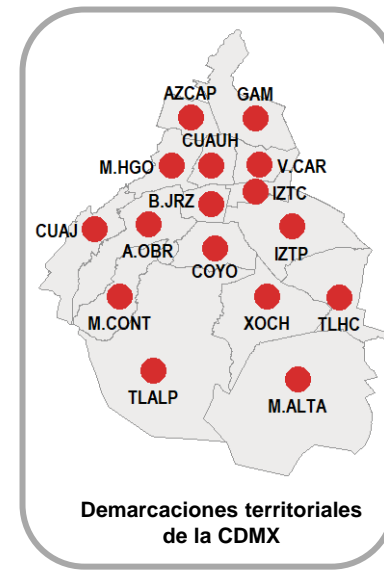 AZCAP GAM
CUAUH
M.HGO V.CAR
B.JRZ IZTC
CUAJ A.OBR IZTP
COYO
M.CONT XOCH TLHC
TLALP M.ALTA
Demarcaciones territoriales
de la CDMX